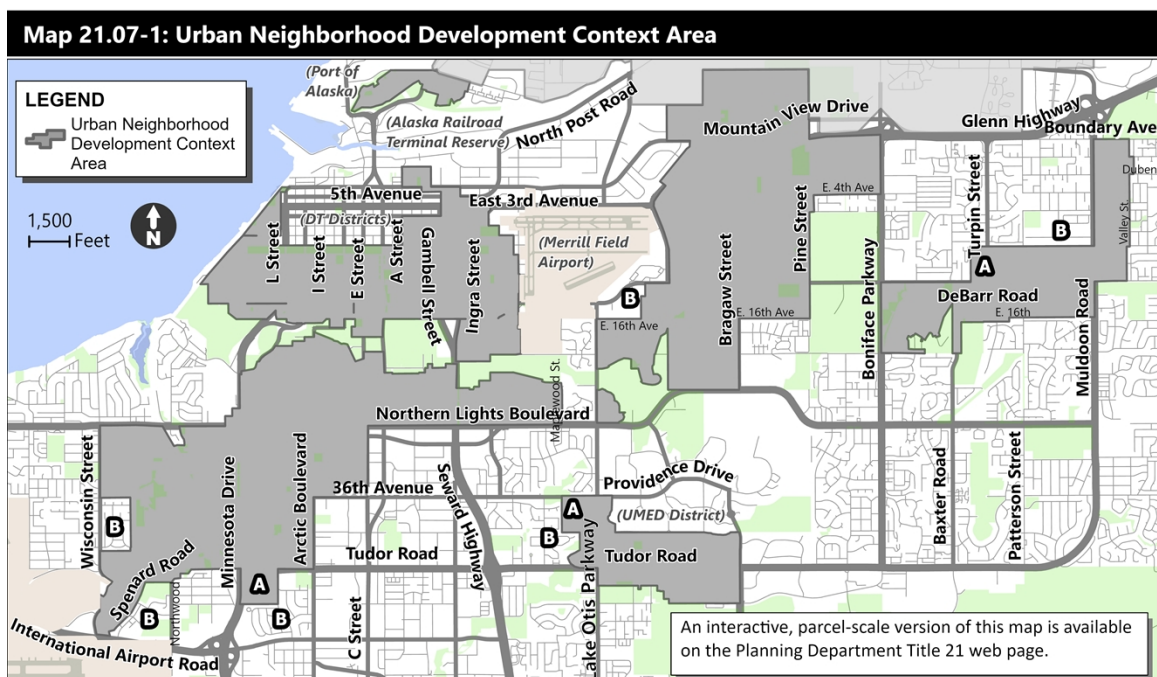 Map 21.07-1: Urban Neighborhood Development Context Area
LEGEND
Urban Neighborhood
Development Context
Area
1,500
Feet
N
(Port of
Alaska)
(Alaska Railroad
Terminal Reserve)
North Post Road
Mountain View Drive
Glenn Highway
Boundary Ave
5th Avenue
(DT Districts)
East 3rd Avenue
(Merrill Field
Airport)
E. 4th Ave
Duben
Valley St.
L Street
I Street
E Street
A Street
Gambell Street
Ingra Street
Bragaw Street
Pine Street
Boniface Parkway
Turpin Street
A
B
B
E. 16th Ave
E. 16th Ave
DeBarr Road
E. 16th
Muldoon Road
Maplewood St.
Northern Lights Boulevard
Wisconsin Street
Minnesota Drive
Arctic Boulevard
36th Avenue
Seward Highway
Providence Drive
(UMED District)
Baxter Road
Patterson Street
B
A
B
Tudor Road
Tudor Road
Lake Otis Parkway
Spenard Road
Northwood
A
B
B
C Street
International Airport Road
An interactive, parcel-scale version of this map is available
on the Planning Department Title 21 web page.